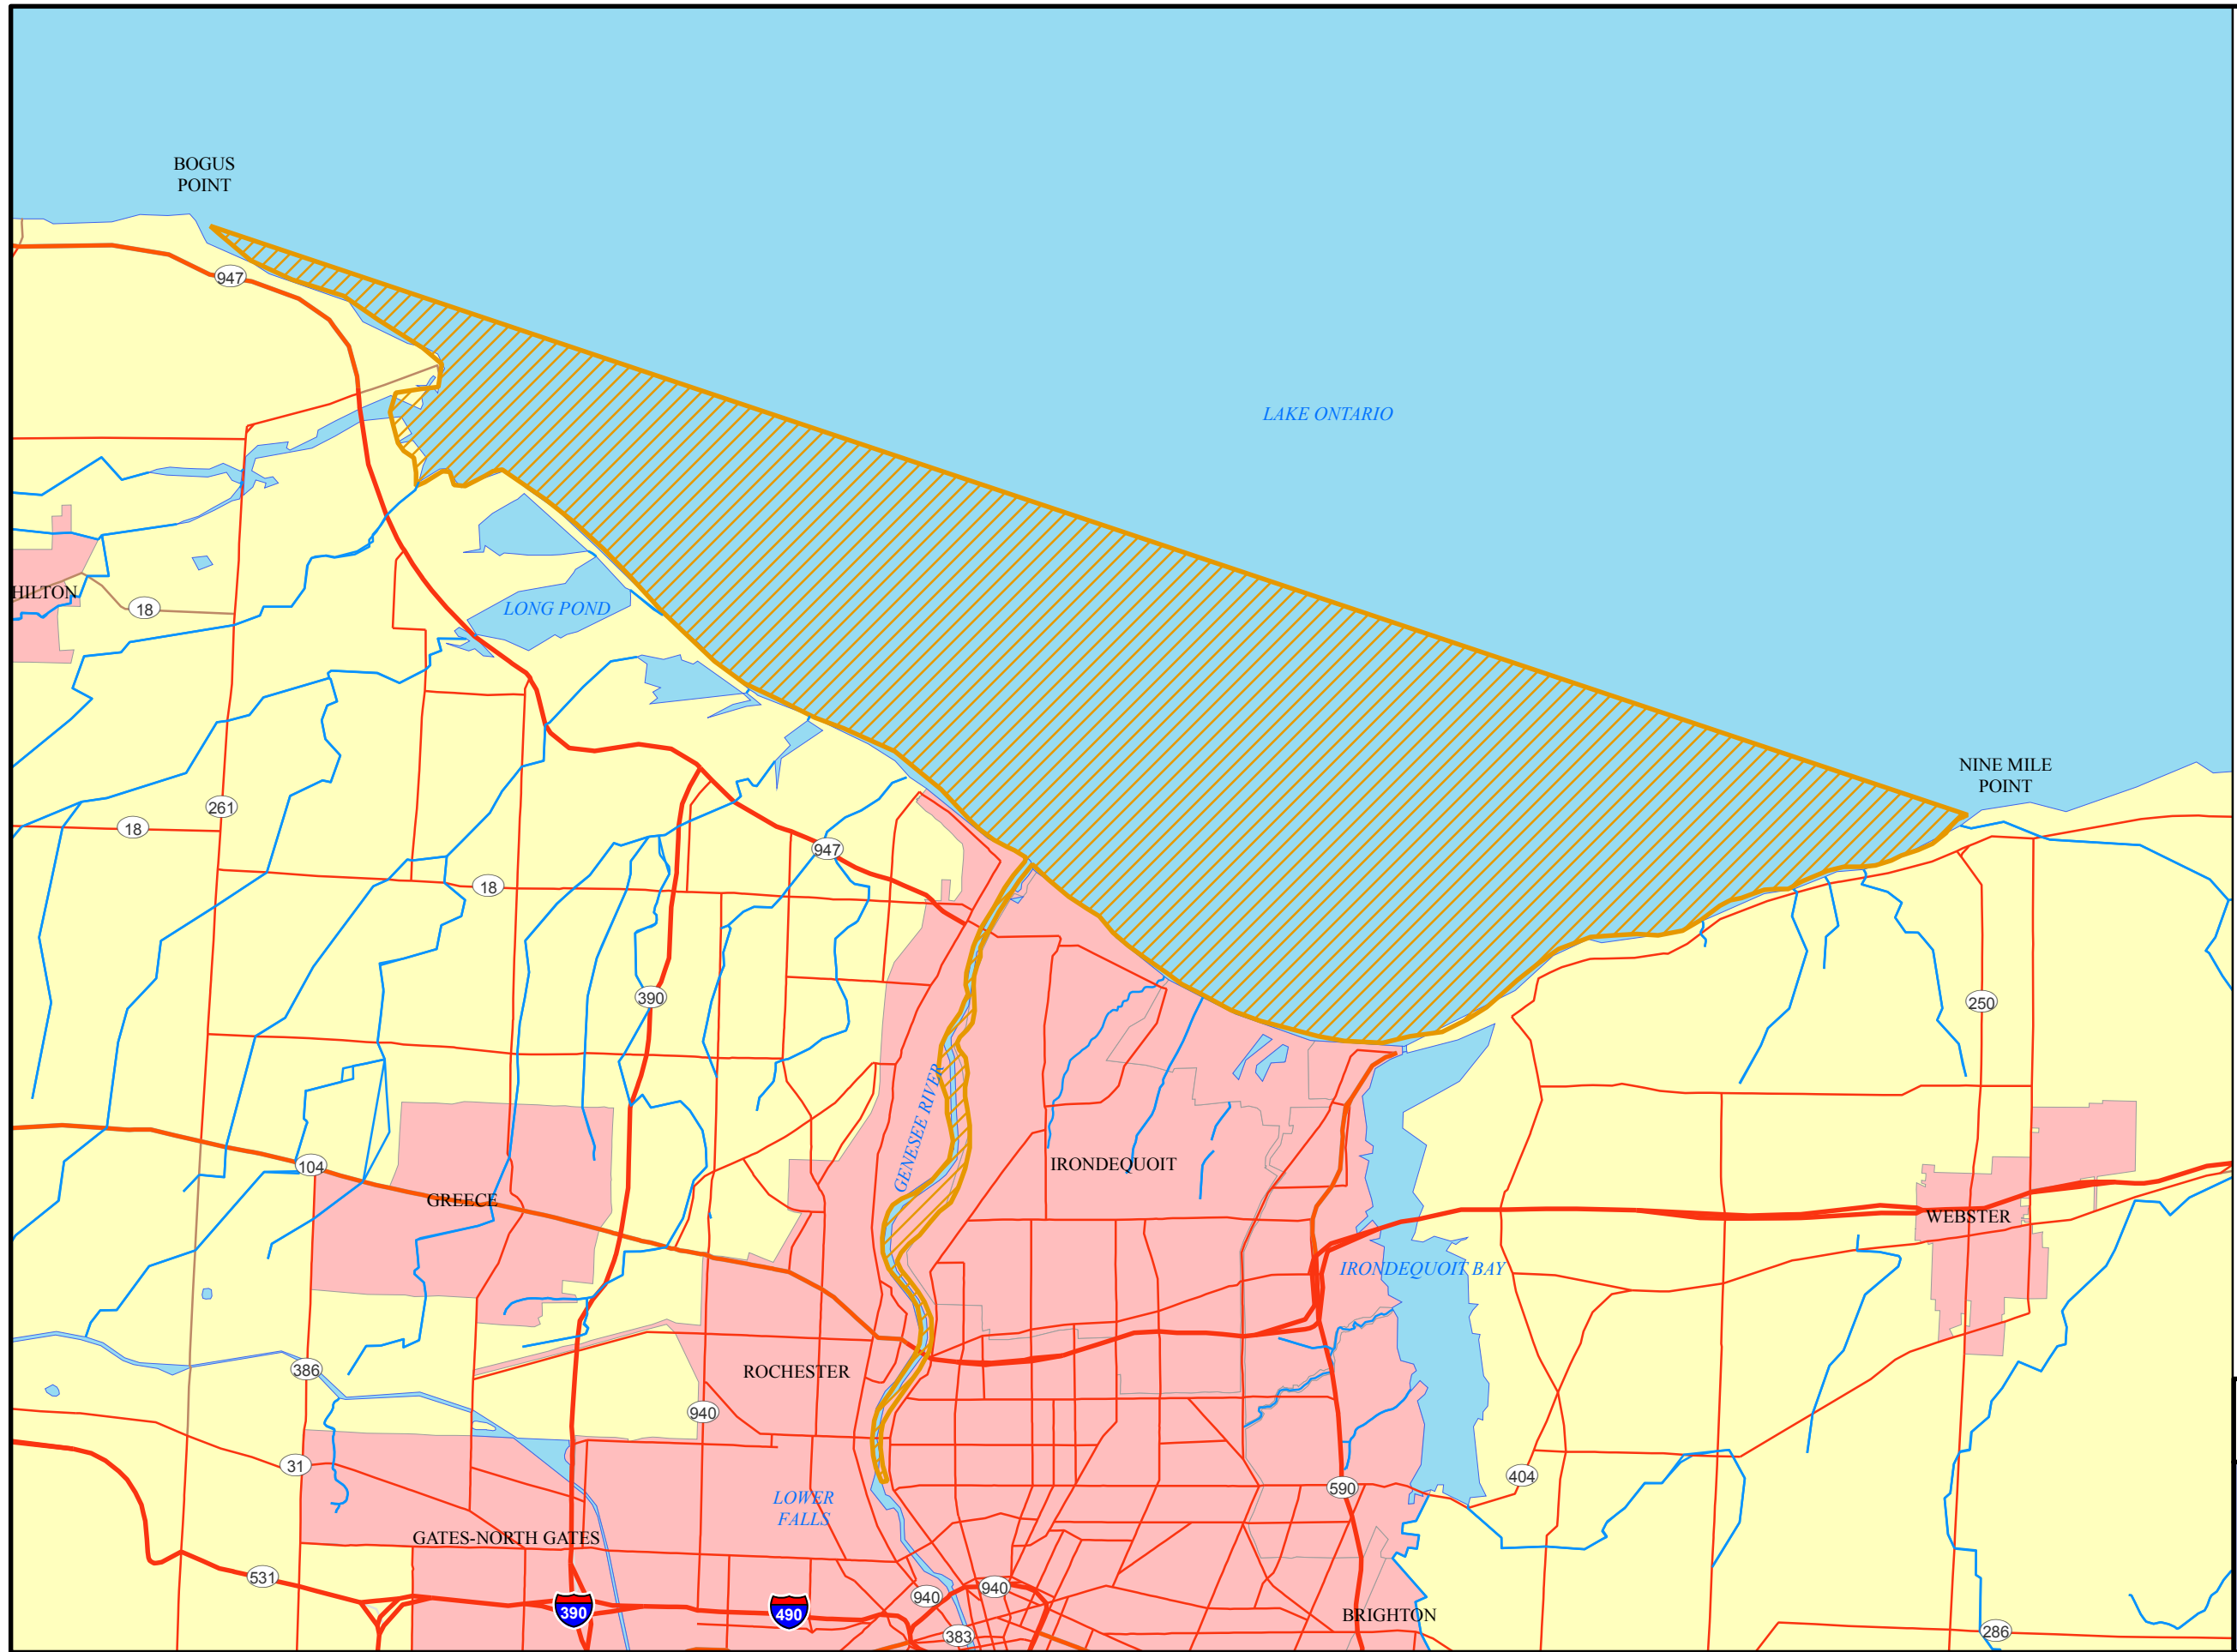 BOGUS
POINT
947
LAKE ONTARIO
HILTON
18
LONG POND
NINE MILE
POINT
261
18
947
18
390
250
GENESEE RIVER
104
IRONDEQUOIT
GREECE
WEBSTER
IRONDEQUOIT BAY
386
ROCHESTER
940
31
404
590
LOWER
FALLS
GATES-NORTH GATES
531
940
940
390
490
BRIGHTON
383
286